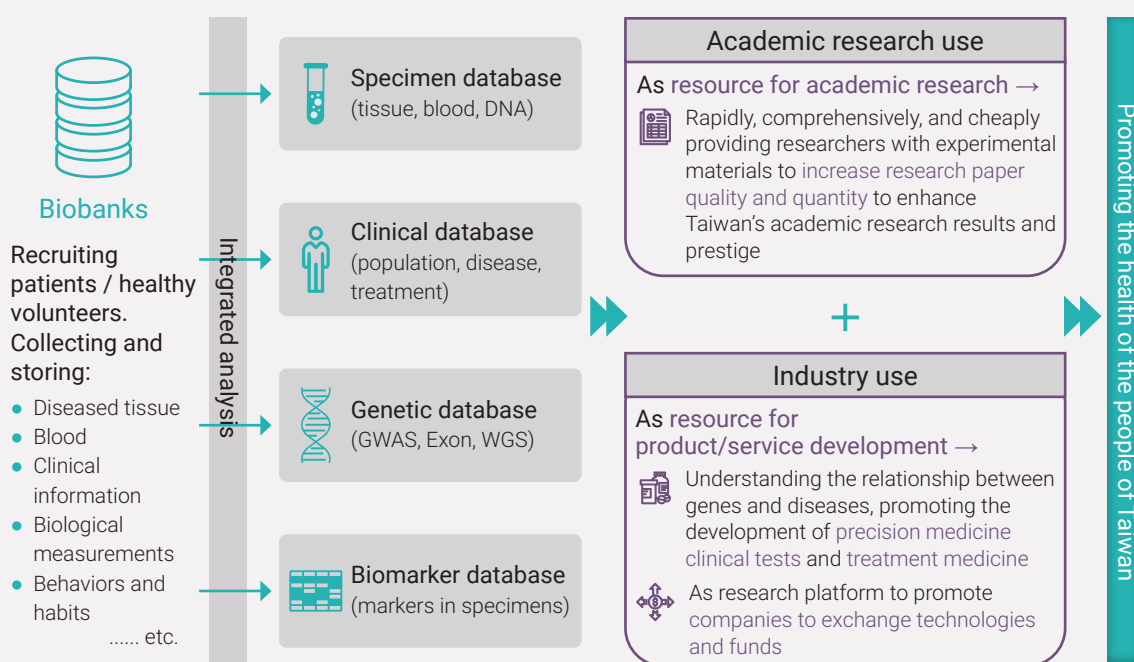 Biobanks
Recruiting
patients / healthy
volunteers.
Collecting and
storing:
● Diseased tissue
● Blood
● Clinical
information
● Biological
measurements
● Behaviors and
habits
...... etc.
Integrated analysis
Specimen database
(tissue, blood, DNA)
Clinical database
(population, disease,
treatment)
Genetic database
(GWAS, Exon, WGS)
Biomarker database
(markers in specimens)
Academic research use
As resource for academic research →
Rapidly, comprehensively, and cheaply
providing researchers with experimental
materials to increase research paper
quality and quantity to enhance
Taiwan’s academic research results and
prestige
+
Industry use
As resource for
product/service development →
Understanding the relationship between
genes and diseases, promoting the
development of precision medicine
clinical tests and treatment medicine
As research platform to promote
companies to exchange technologies
and funds
Promoting the health of the people of Taiwan